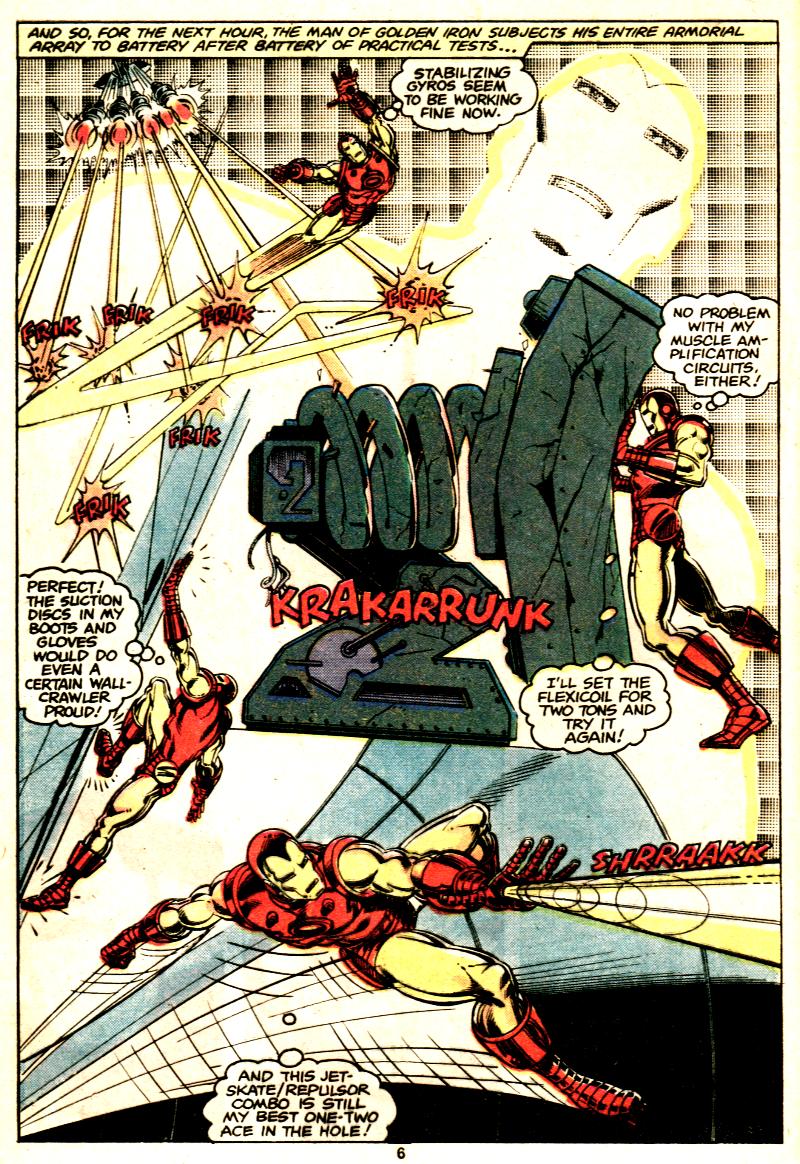 AND SO, FOR THE NEXT HOUR, THE MAN OF GOLDEN IRON SUBJECTS HIS ENTIRE ARMORIAL
ARRAY TO BATTERY AFTER BATTERY OF PRACTICAL TESTS...
STABILIZING
GYROS SEEM
TO BE WORKING
FINE NOW.
FRIK
FRIK
FRIK
FRIK
FRIK
FRIK
NO PROBLEM
WITH MY
MUSCLE AM-
PLIFICATION
CIRCUITS,
EITHER!
2
KRAKARRUNK
I'LL SET THE
FLEXICOIL FOR
TWO TONS AND
TRY IT
AGAIN!
PERFECT!
THE SUCTION
DISCS IN MY
BOOTS AND
GLOVES
WOULD DO
EVEN A
CERTAIN WALL-
CRAWLER
PROUD!
SHRRAAKK
AND THIS JET-
SKATE/REPULSOR
COMBO IS STILL
MY BEST ONE-TWO
ACE IN THE HOLE!
6